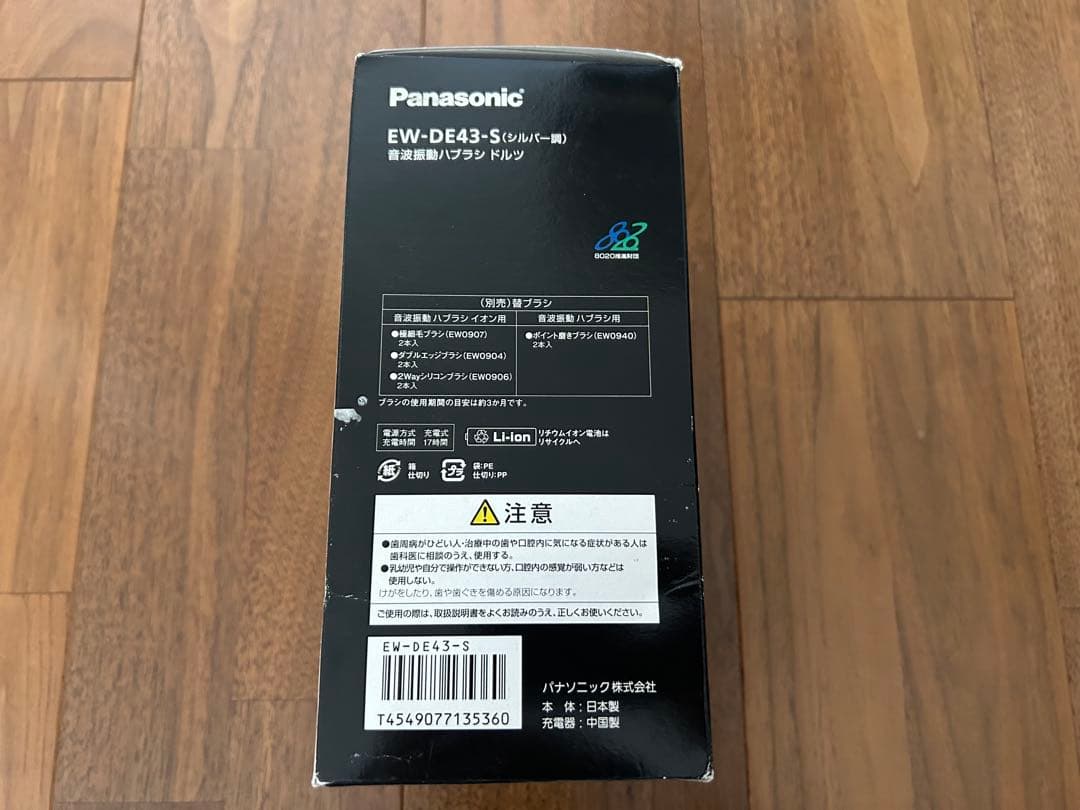 Panasonic
EW-DE43-S(シルバー調)
音波振動ハブラシ ドルツ
8020
8020推進財団
(別売)替ブラシ
音波振動 ハブラシ イオン用
音波振動 ハブラシ用
●極細毛ブラシ(EW0907)
2本入
●ダブルエッジブラシ(EW0904)
2本入
●2Wayシリコンブラシ(EW0906)
2本入
●ポイント磨きブラシ(EW0940)
2本入
ブラシの使用期間の目安は約3か月です。
電源方式 充電式
充電時間 17時間
Li-ion
リチウムイオン電池は
リサイクルへ
紙
箱
仕切り
プラ
袋:PE
仕切り:PP
注意
●歯周病がひどい人・治療中の歯や口腔内に気になる症状がある人は
歯科医に相談のうえ、使用する。
●乳幼児や自分で操作ができない方、口腔内の感覚が弱い方などは
使用しない。
けがをしたり、歯や歯ぐきを傷める原因になります。
ご使用の際は、取扱説明書をよくお読みのうえ、正しくお使いください。
EW-DE43-S
T4549077135360
パナソニック株式会社
本 体:日本製
充電器:中国製